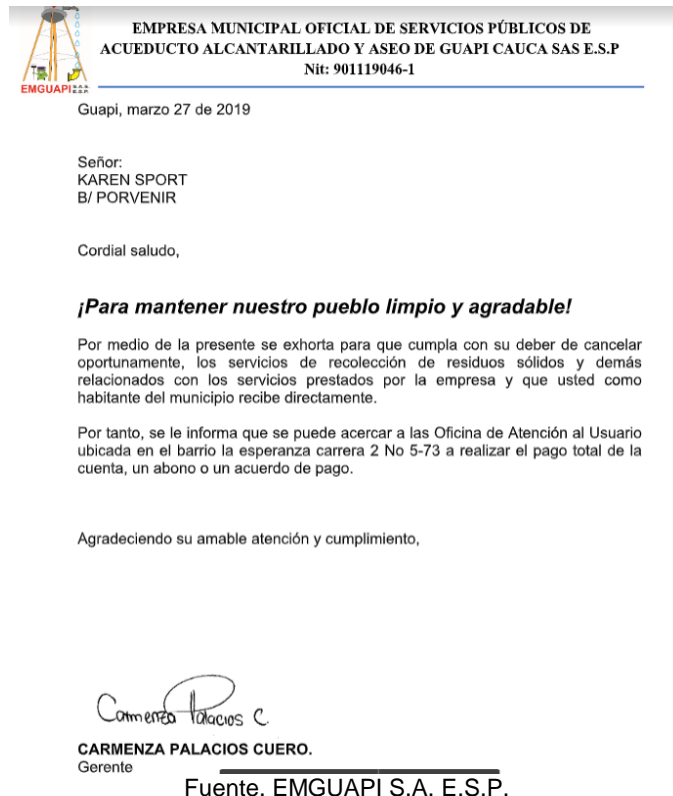 EMPRESA MUNICIPAL OFICIAL DE SERVICIOS PÚBLICOS DE
ACUEDUCTO ALCANTARILLADO Y ASEO DE GUAPI CAUCA SAS E.S.P
Nit: 901119046-1
EMGUAPI S.A.S. E.S.P.
Guapi, marzo 27 de 2019
Señor:
KAREN SPORT
B/ PORVENIR
Cordial saludo,
¡Para mantener nuestro pueblo limpio y agradable!
Por medio de la presente se exhorta para que cumpla con su deber de cancelar
oportunamente, los servicios de recolección de residuos sólidos y demás
relacionados con los servicios prestados por la empresa y que usted como
habitante del municipio recibe directamente.
Por tanto, se le informa que se puede acercar a las Oficina de Atención al Usuario
ubicada en el barrio la esperanza carrera 2 No 5-73 a realizar el pago total de la
cuenta, un abono o un acuerdo de pago.
Agradeciendo su amable atención y cumplimiento,
Carmenza Palacios C.
CARMENZA PALACIOS CUERO.
Gerente
Fuente. EMGUAPI S.A. E.S.P.